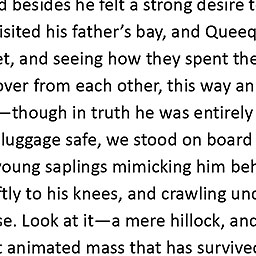 d besides he felt a strong desire t
isited his father’s bay, and Queeq
et, and seeing how they spent the
over from each other, this way an
—though in truth he was entirely
luggage safe, we stood on board
young saplings mimicking him beh
ftly to his knees, and crawling und
se. Look at it—a mere hillock, and
t animated mass that has survived